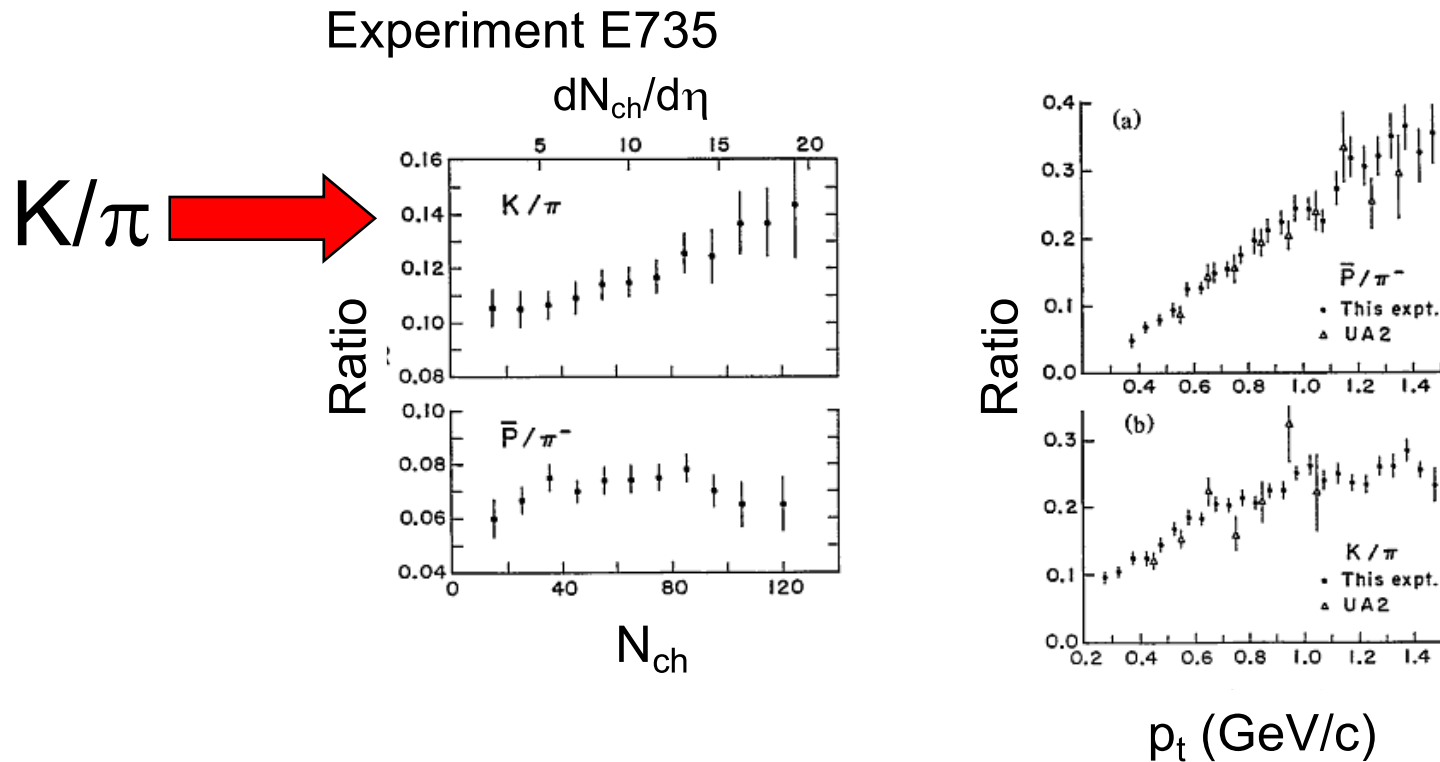 Experiment E735
dN_ch/dη
5 10 15 20
K/π
Ratio
0.16
0.14
0.12
0.10
0.08
K/π
0.10
0.08
0.06
0.04
P̅/π⁻
0 40 80 120
N_ch
Ratio
0.4
0.3
0.2
0.1
0.0
(a)
P̅/π⁻
• This expt.
△ UA2
0.4 0.6 0.8 1.0 1.2 1.4
0.3
0.2
0.1
0.0
(b)
K/π
• This expt.
△ UA2
0.2 0.4 0.6 0.8 1.0 1.2 1.4
p_t (GeV/c)